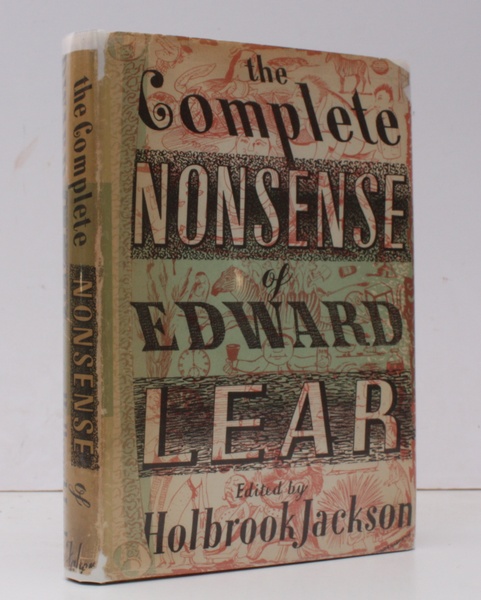 the
Complete
NONSENSE
of
EDWARD
LEAR
Edited by
Holbrook Jackson
the Complete
NONSENSE
of